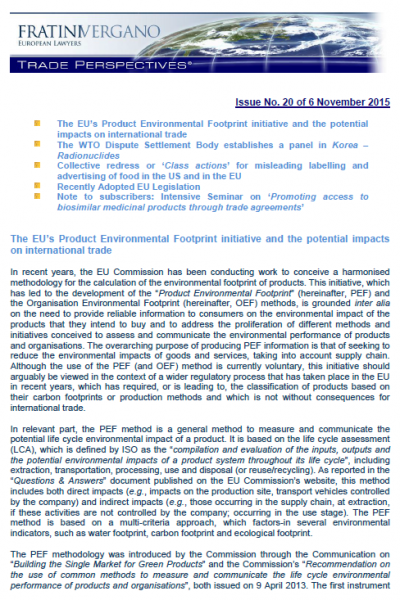 FRATINIVERGANO
EUROPEAN LAWYERS
TRADE PERSPECTIVES®
Issue No. 20 of 6 November 2015
The EU's Product Environmental Footprint initiative and the potential
impacts on international trade
The WTO Dispute Settlement Body establishes a panel in Korea –
Radionuclides
Collective redress or 'Class actions' for misleading labelling and
advertising of food in the US and in the EU
Recently Adopted EU Legislation
Note to subscribers: Intensive Seminar on 'Promoting access to
biosimilar medicinal products through trade agreements'
The EU's Product Environmental Footprint initiative and the potential impacts
on international trade
In recent years, the EU Commission has been conducting work to conceive a harmonised
methodology for the calculation of the environmental footprint of products. This initiative, which
has led to the development of the "Product Environmental Footprint" (hereinafter, PEF) and
the Organisation Environmental Footprint (hereinafter, OEF) methods, is grounded inter alia
on the need to provide reliable information to consumers on the environmental impact of the
products that they intend to buy and to address the proliferation of different methods and
initiatives conceived to assess and communicate the environmental performance of products
and organisations. The overarching purpose of producing PEF information is that of seeking to
reduce the environmental impacts of goods and services, taking into account supply chain.
Although the use of the PEF (and OEF) method is currently voluntary, this initiative should
arguably be viewed in the context of a wider regulatory process that has taken place in the EU
in recent years, which has required, or is leading to, the classification of products based on
their carbon footprints or production methods and which is not without consequences for
international trade.
In relevant part, the PEF method is a general method to measure and communicate the
potential life cycle environmental impact of a product. It is based on the life cycle assessment
(LCA), which is defined by ISO as the "compilation and evaluation of the inputs, outputs and
the potential environmental impacts of a product system throughout its life cycle", including
extraction, transportation, processing, use and disposal (or reuse/recycling). As reported in the
"Questions & Answers" document published on the EU Commission's website, this method
includes both direct impacts (e.g., impacts on the production site, transport vehicles controlled
by the company) and indirect impacts (e.g., those occurring in the supply chain, at extraction,
if these activities are not controlled by the company; occurring in the use stage). The PEF
method is based on a multi-criteria approach, which factors-in several environmental
indicators, such as water footprint, carbon footprint and ecological footprint.
The PEF methodology was introduced by the Commission through the Communication on
"Building the Single Market for Green Products" and the Commission's "Recommendation on
the use of common methods to measure and communicate the life cycle environmental
performance of products and organisations", both issued on 9 April 2013. The first instrument